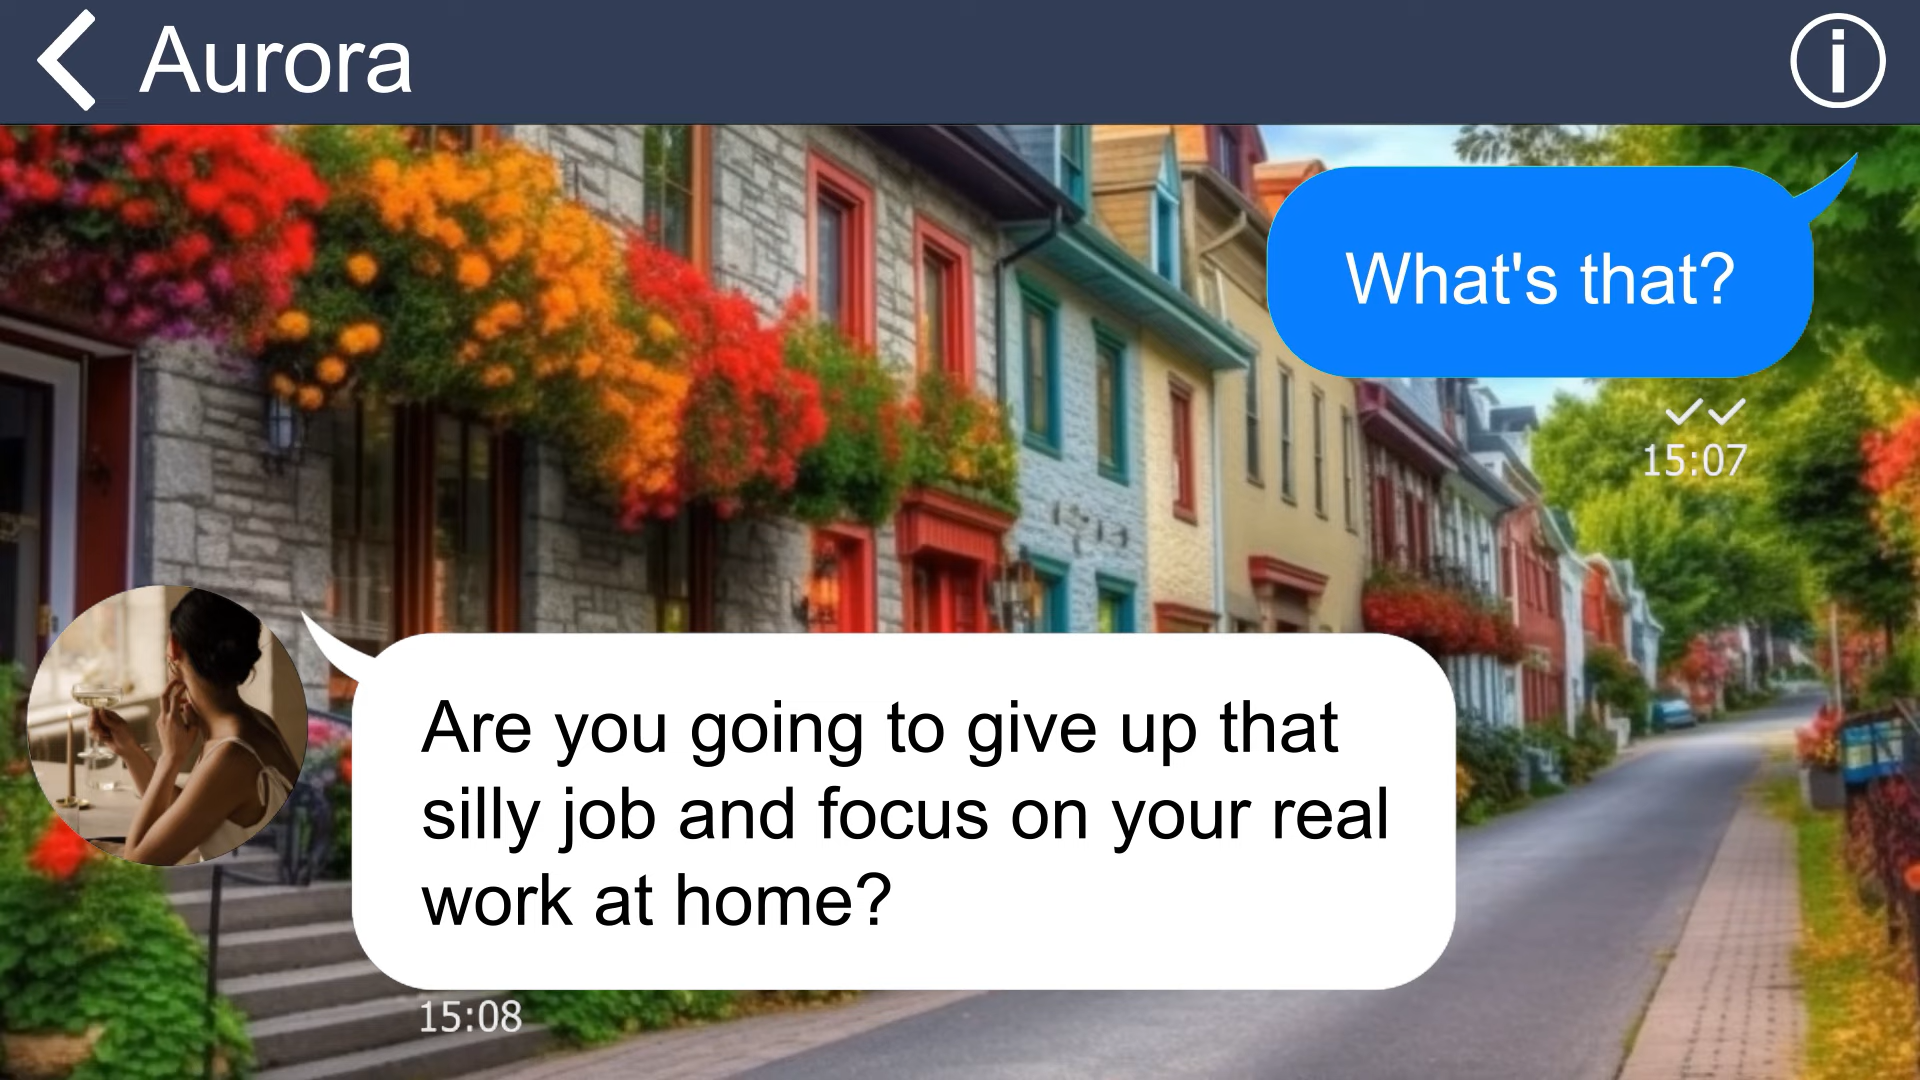 Aurora
What's that?
15:07
Are you going to give up that
silly job and focus on your real
work at home?
15:08